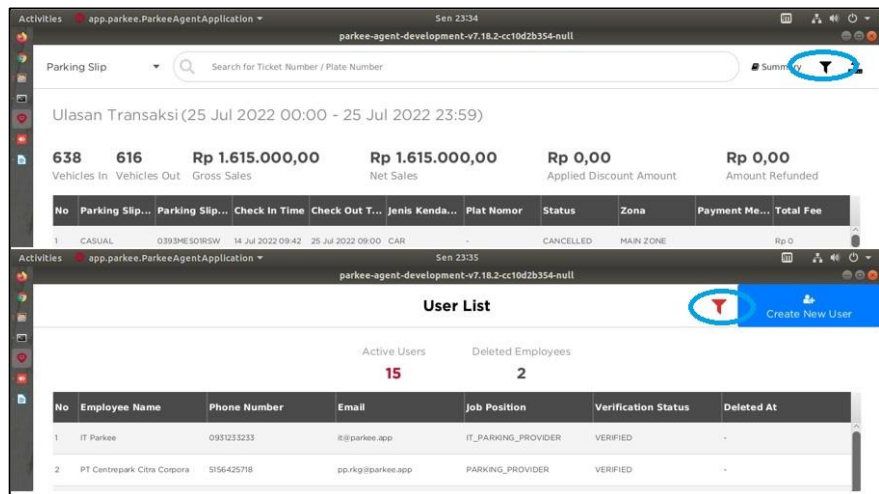 Activities app.parkee.ParkeeAgentApplication Sen 23:34
parkee-agent-development-v7.18.2-cc10d2b354-null
Parking Slip Search for Ticket Number / Plate Number Summary
Ulasan Transaksi (25 Jul 2022 00:00 - 25 Jul 2022 23:59)
638 616 Rp 1.615.000,00 Rp 1.615.000,00 Rp 0,00 Rp 0,00
Vehicles In Vehicles Out Gross Sales Net Sales Applied Discount Amount Amount Refunded
No Parking Slip... Parking Slip... Check In Time Check Out T... Jenis Kenda... Plat Nomor Status Zona Payment Me... Total Fee
1 CASUAL 0393MES01RSW 14 Jul 2022 09:42 25 Jul 2022 09:00 CAR - CANCELLED MAIN ZONE Rp 0
Activities app.parkee.ParkeeAgentApplication Sen 23:35
parkee-agent-development-v7.18.2-cc10d2b354-null
User List
Create New User
Active Users Deleted Employees
15 2
No Employee Name Phone Number Email Job Position Verification Status Deleted At
1 IT Parkee 0931233233 it@parkee.app IT_PARKING_PROVIDER VERIFIED -
2 PT Centrepark Citra Corpora 5156425718 pp.rkg@parkee.app PARKING_PROVIDER VERIFIED -